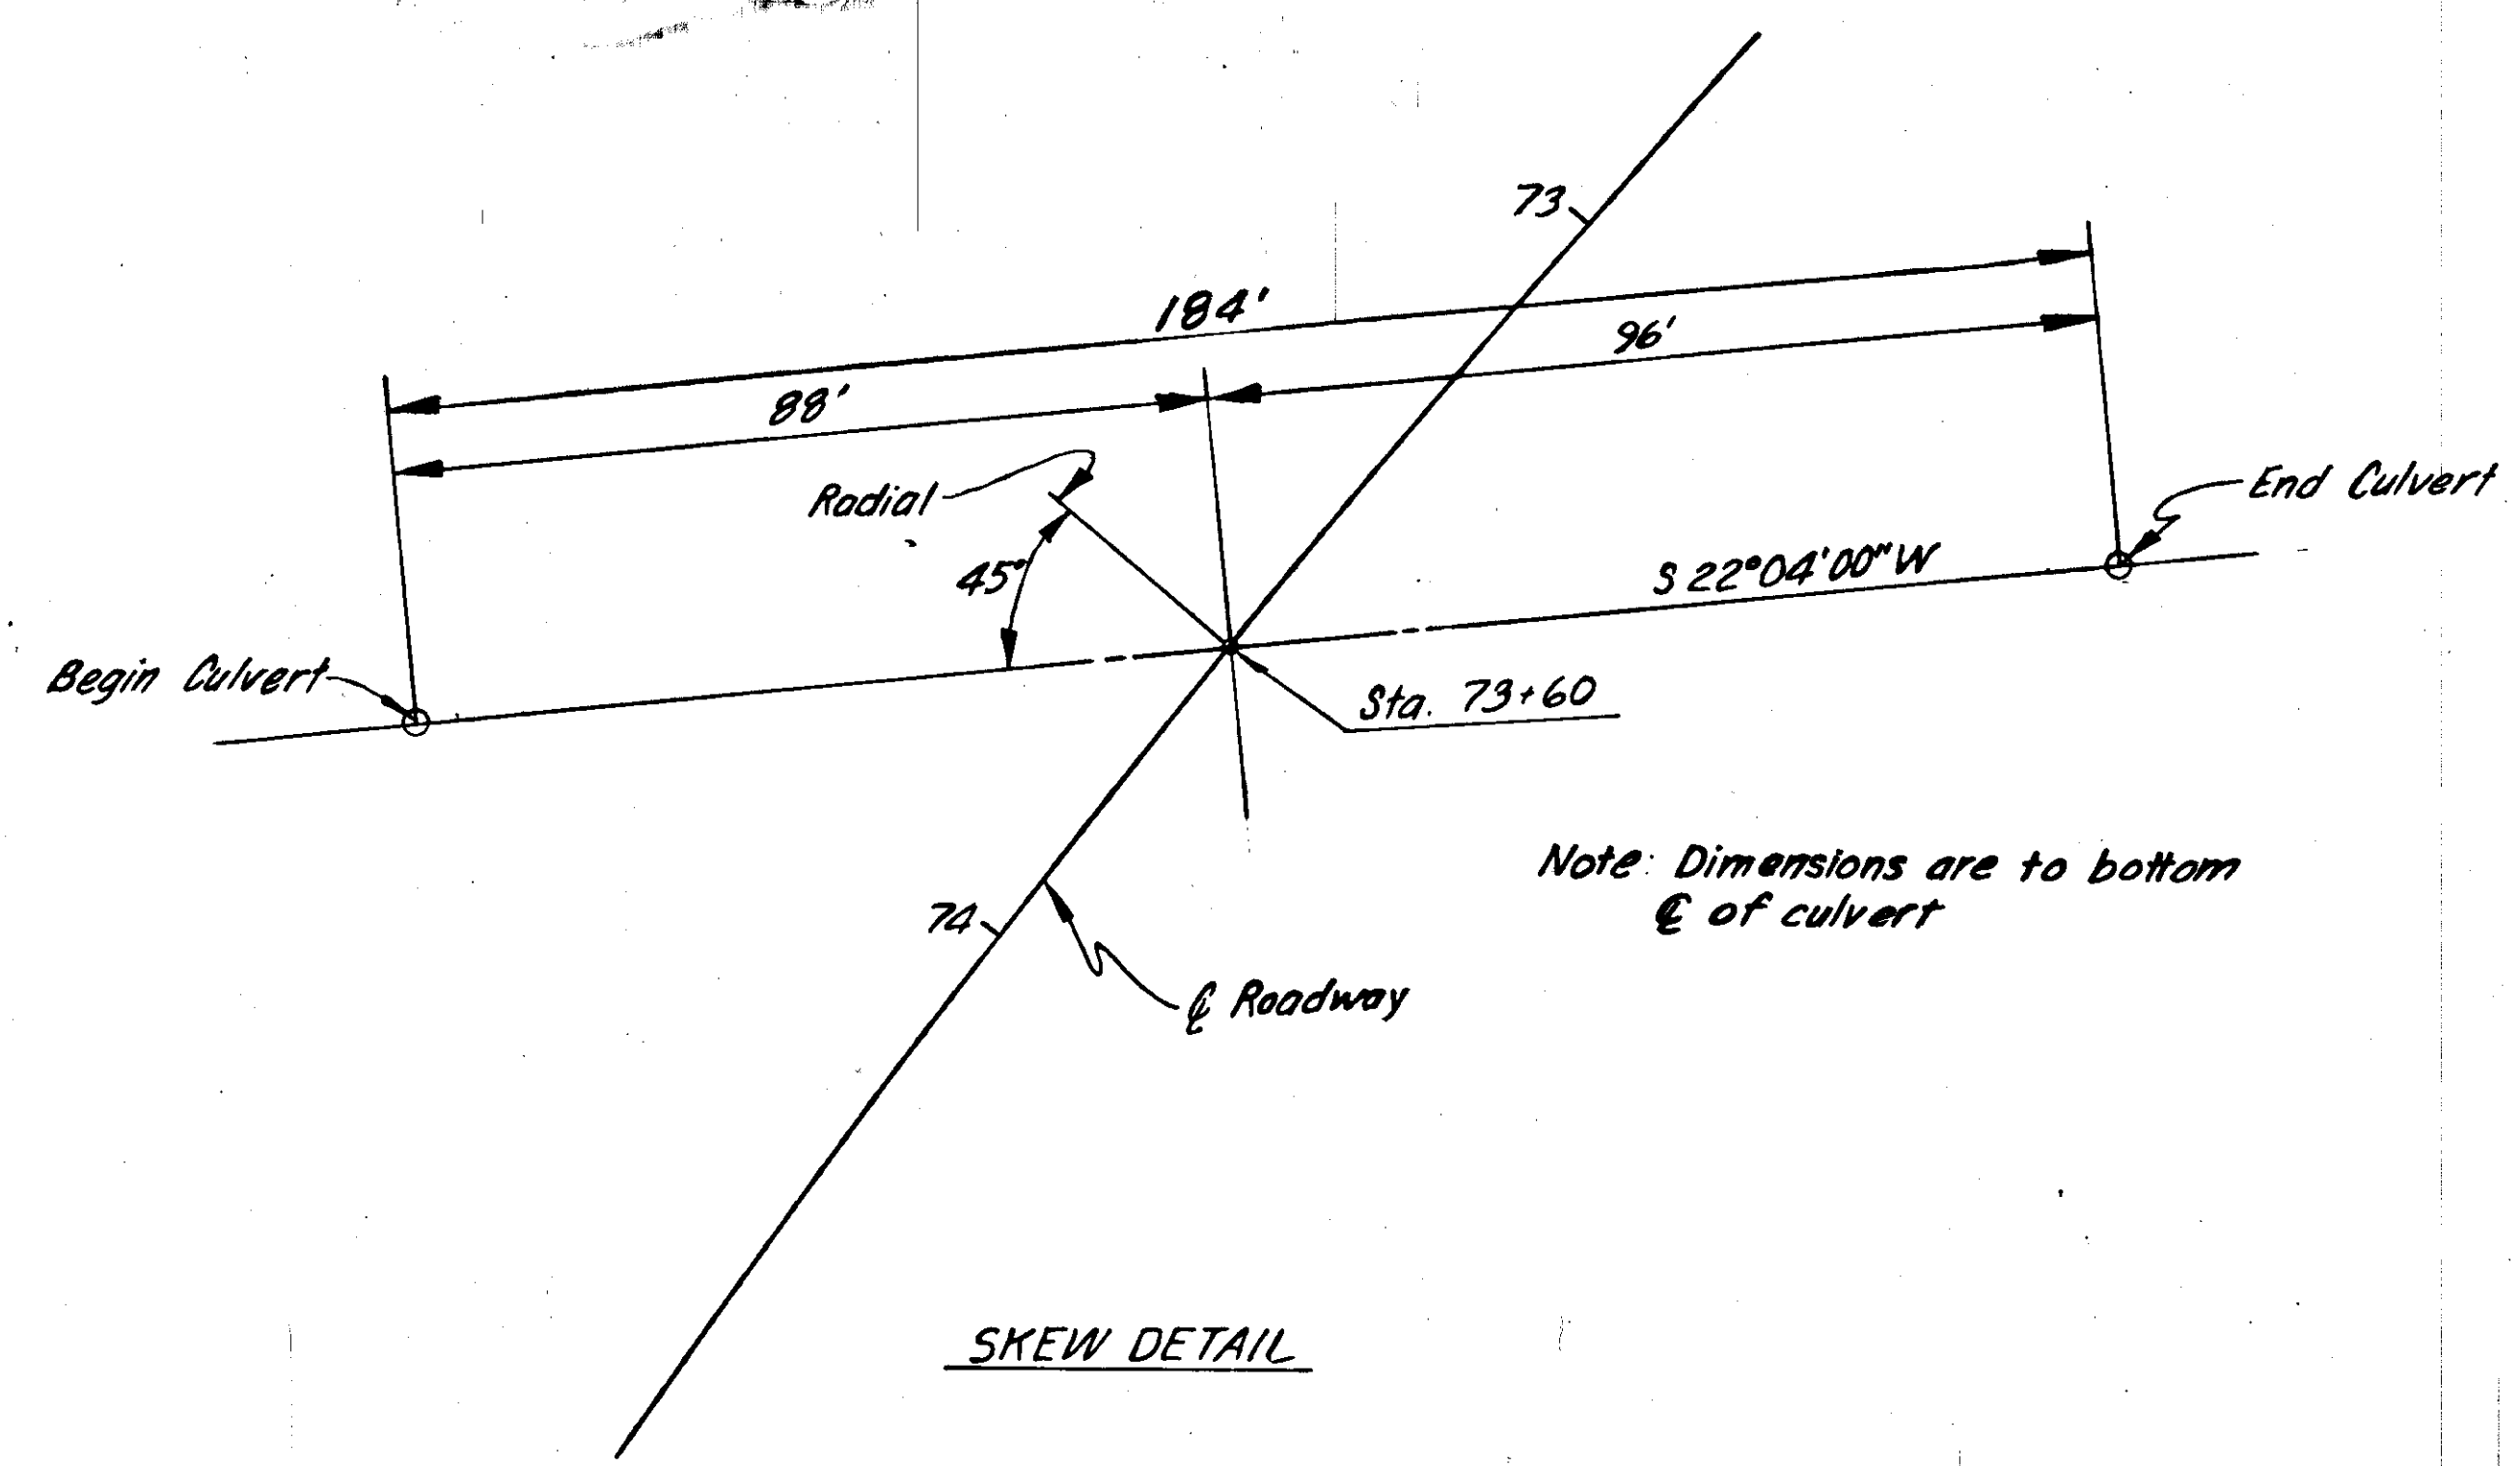 73
184'
96'
88'
Radial
End Culvert
45°
S 22°04'00" W
Begin Culvert
Sta. 73+60
Note: Dimensions are to bottom
℄ of culvert
74
℄ Roadway
SKEW DETAIL